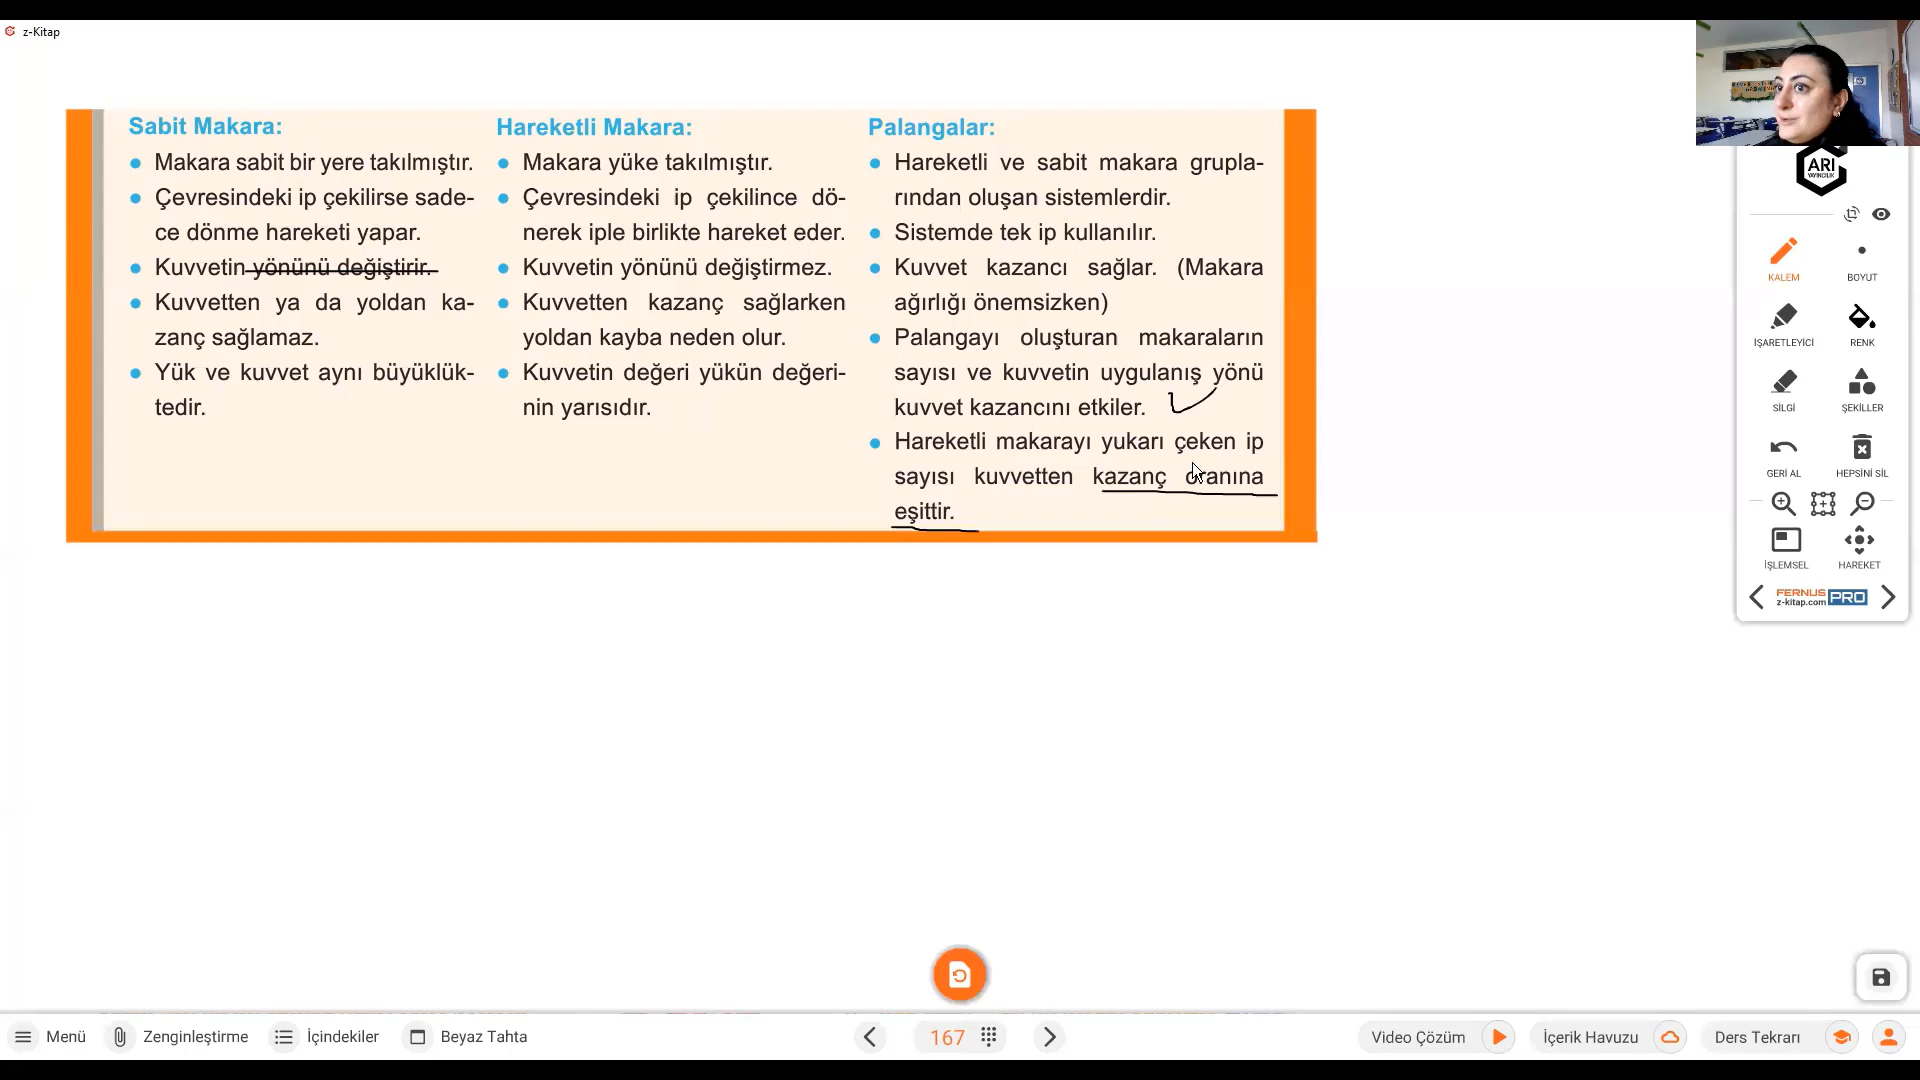 z-Kitap
Sabit Makara:
• Makara sabit bir yere takılmıştır.
• Çevresindeki ip çekilirse sade-
ce dönme hareketi yapar.
• Kuvvetin yönünü değiştirir.
• Kuvvetten ya da yoldan ka-
zanç sağlamaz.
• Yük ve kuvvet aynı büyüklük-
tedir.
Hareketli Makara:
• Makara yüke takılmıştır.
• Çevresindeki ip çekilince dö-
nerek iple birlikte hareket eder.
• Kuvvetin yönünü değiştirmez.
• Kuvvetten kazanç sağlarken
yoldan kayba neden olur.
• Kuvvetin değeri yükün değeri-
nin yarısıdır.
Palangalar:
• Hareketli ve sabit makara grupla-
rından oluşan sistemlerdir.
• Sistemde tek ip kullanılır.
• Kuvvet kazancı sağlar. (Makara
ağırlığı önemsizken)
• Palangayı oluşturan makaraların
sayısı ve kuvvetin uygulanış yönü
kuvvet kazancını etkiler.
• Hareketli makarayı yukarı çeken ip
sayısı kuvvetten kazanç oranına
eşittir.
ARI
YAYINCILIK
KALEM
BOYUT
İŞARETLEYİCİ
RENK
SİLGİ
ŞEKİLLER
GERİ AL
HEPSİNİ SİL
İŞLEMSEL
HAREKET
FERNUS
z-kitap.com PRO
Menü
Zenginleştirme
İçindekiler
Beyaz Tahta
167
Video Çözüm
İçerik Havuzu
Ders Tekrarı